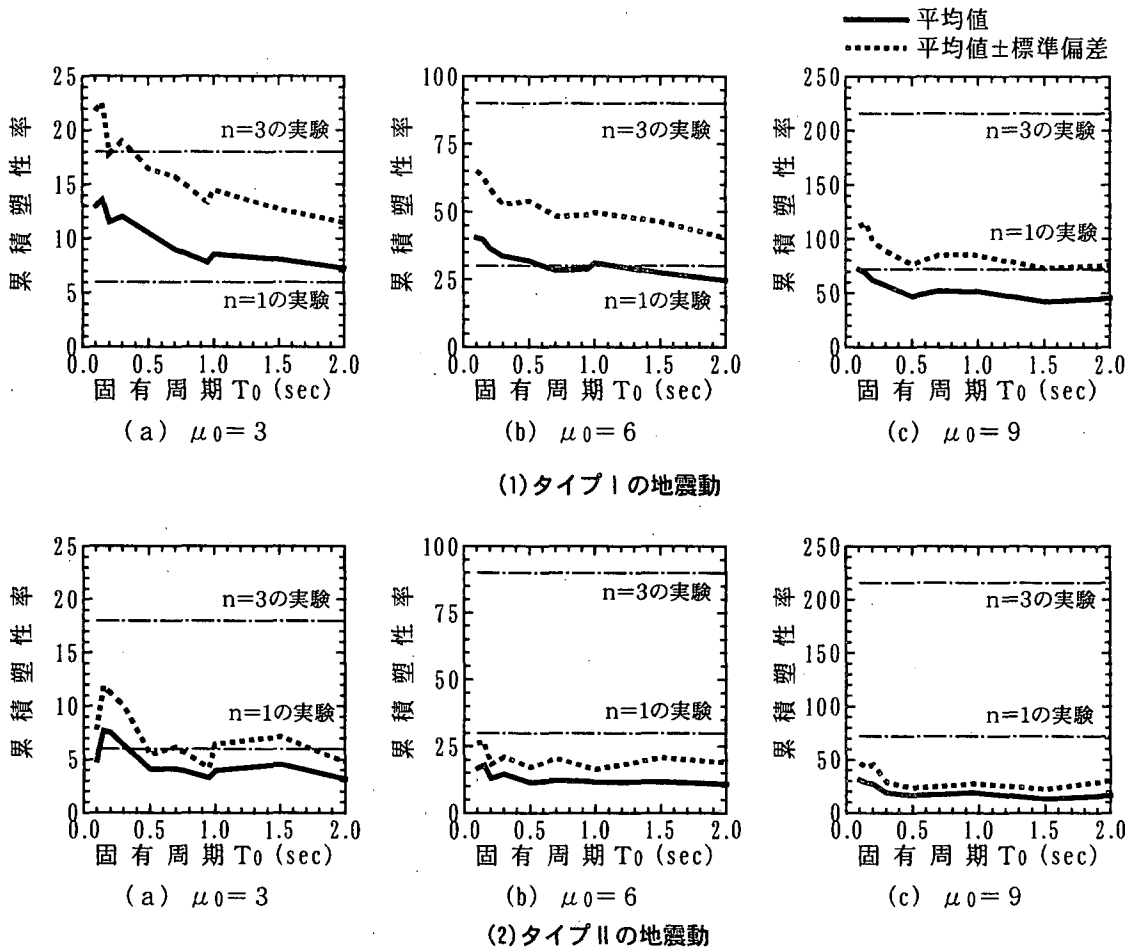 平均値
平均値±標準偏差
累積塑性率
25
20
15
10
5
0
n=3の実験
n=1の実験
0.0 0.5 1.0 1.5 2.0
固有周期T0(sec)
(a) μ0=3
累積塑性率
100
75
50
25
0
n=3の実験
n=1の実験
0.0 0.5 1.0 1.5 2.0
固有周期T0(sec)
(b) μ0=6
累積塑性率
250
200
150
100
50
0
n=3の実験
n=1の実験
0.0 0.5 1.0 1.5 2.0
固有周期T0(sec)
(c) μ0=9
(1)タイプIの地震動
累積塑性率
25
20
15
10
5
0
n=3の実験
n=1の実験
0.0 0.5 1.0 1.5 2.0
固有周期T0(sec)
(a) μ0=3
累積塑性率
100
75
50
25
0
n=3の実験
n=1の実験
0.0 0.5 1.0 1.5 2.0
固有周期T0(sec)
(b) μ0=6
累積塑性率
250
200
150
100
50
0
n=3の実験
n=1の実験
0.0 0.5 1.0 1.5 2.0
固有周期T0(sec)
(c) μ0=9
(2)タイプIIの地震動